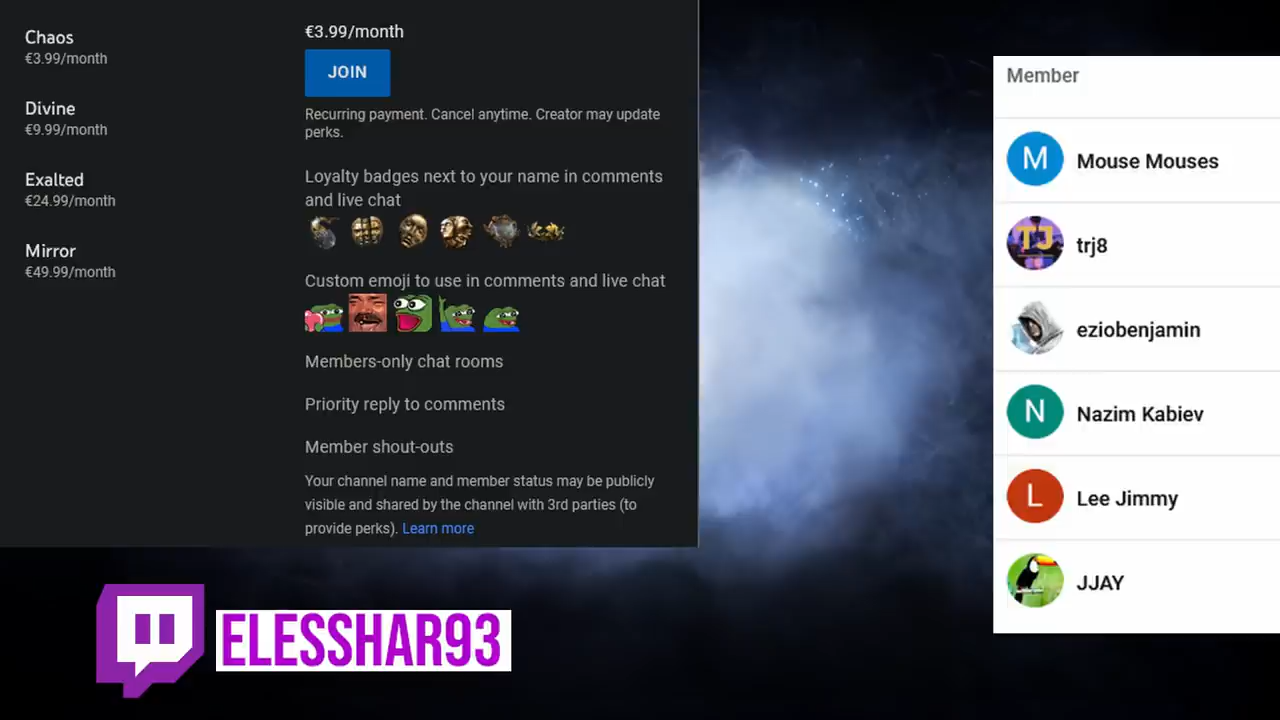 Chaos
€3.99/month
Divine
€9.99/month
Exalted
€24.99/month
Mirror
€49.99/month
€3.99/month
JOIN
Recurring payment. Cancel anytime. Creator may update
perks.
Loyalty badges next to your name in comments
and live chat
Custom emoji to use in comments and live chat
Members-only chat rooms
Priority reply to comments
Member shout-outs
Your channel name and member status may be publicly
visible and shared by the channel with 3rd parties (to
provide perks). Learn more
ELESSHAR93
Member
M Mouse Mouses
TJ trj8
eziobenjamin
N Nazim Kabiev
L Lee Jimmy
JJAY